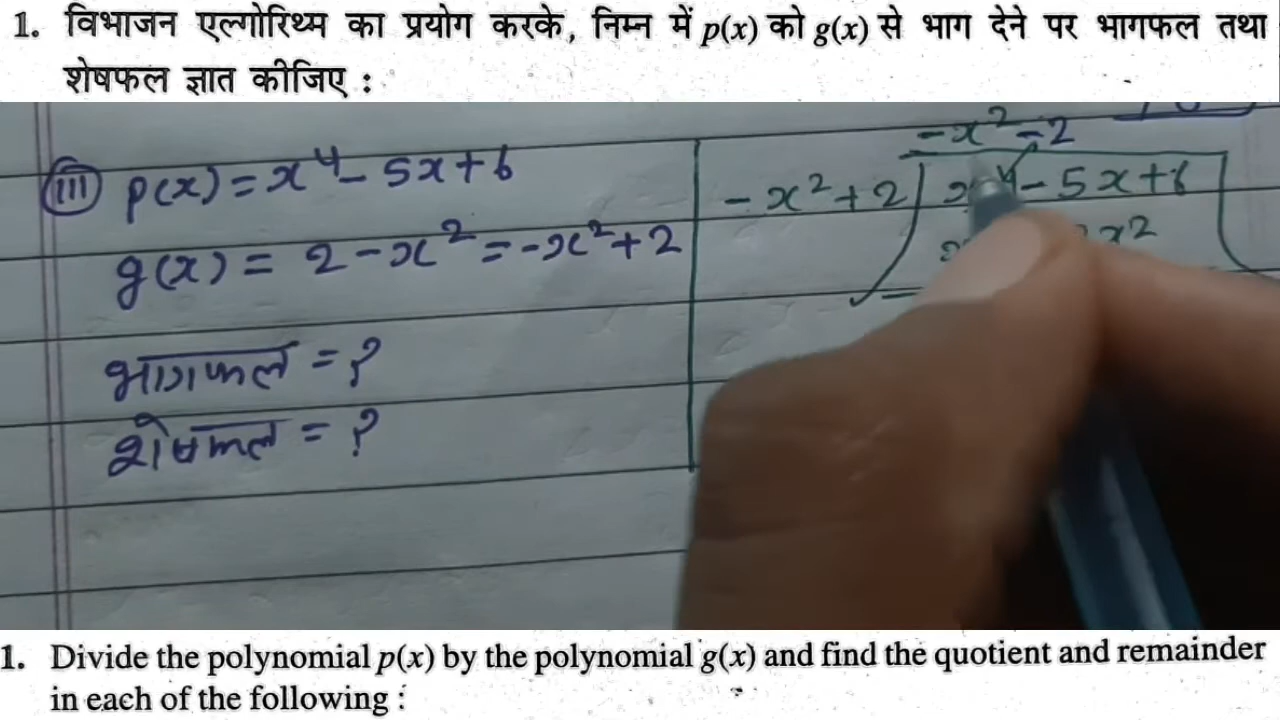 1. विभाजन एल्गोरिथ्म का प्रयोग करके, निम्न में p(x) को g(x) से भाग देने पर भागफल तथा
शेषफल ज्ञात कीजिए :
(iii) p(x) = x⁴ - 5x + 6
g(x) = 2 - x² = -x² + 2
भागफल = ?
शेषफल = ?
-x² - 2
-x² + 2 ) x⁴ - 5x + 6
x²
1. Divide the polynomial p(x) by the polynomial g(x) and find the quotient and remainder
in each of the following :